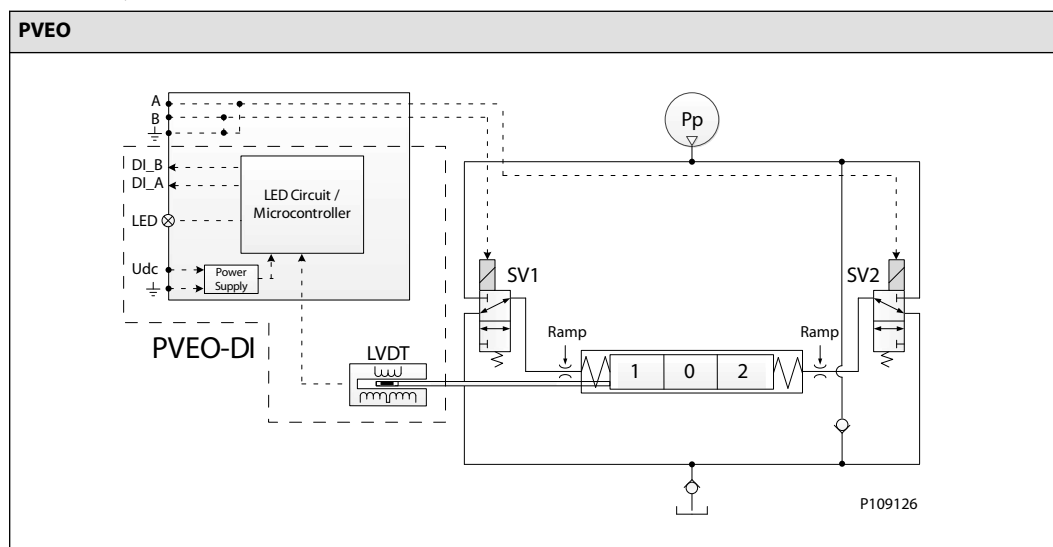 PVEO
A
B
DI_B
DI_A
LED
Udc
LED Circuit /
Microcontroller
Power
Supply
PVEO-DI
LVDT
Pp
SV1
SV2
Ramp
Ramp
1 0 2
P109126